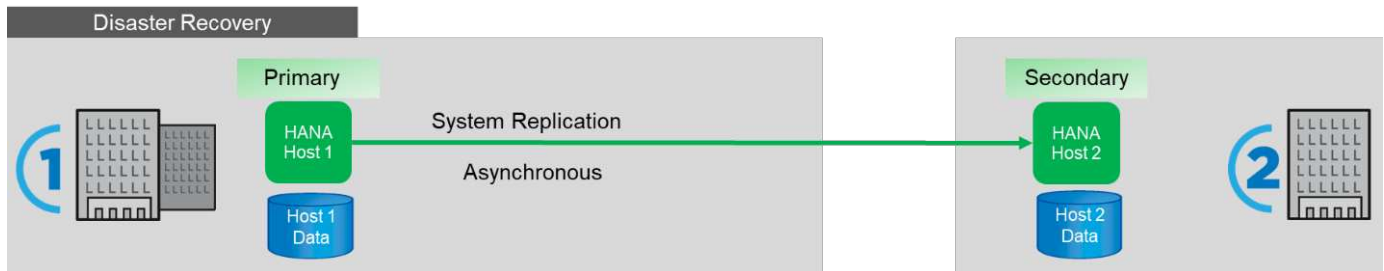 Disaster Recovery
Primary
Secondary
1
HANA
Host 1
System Replication
Asynchronous
HANA
Host 2
2
Host 1
Data
Host 2
Data